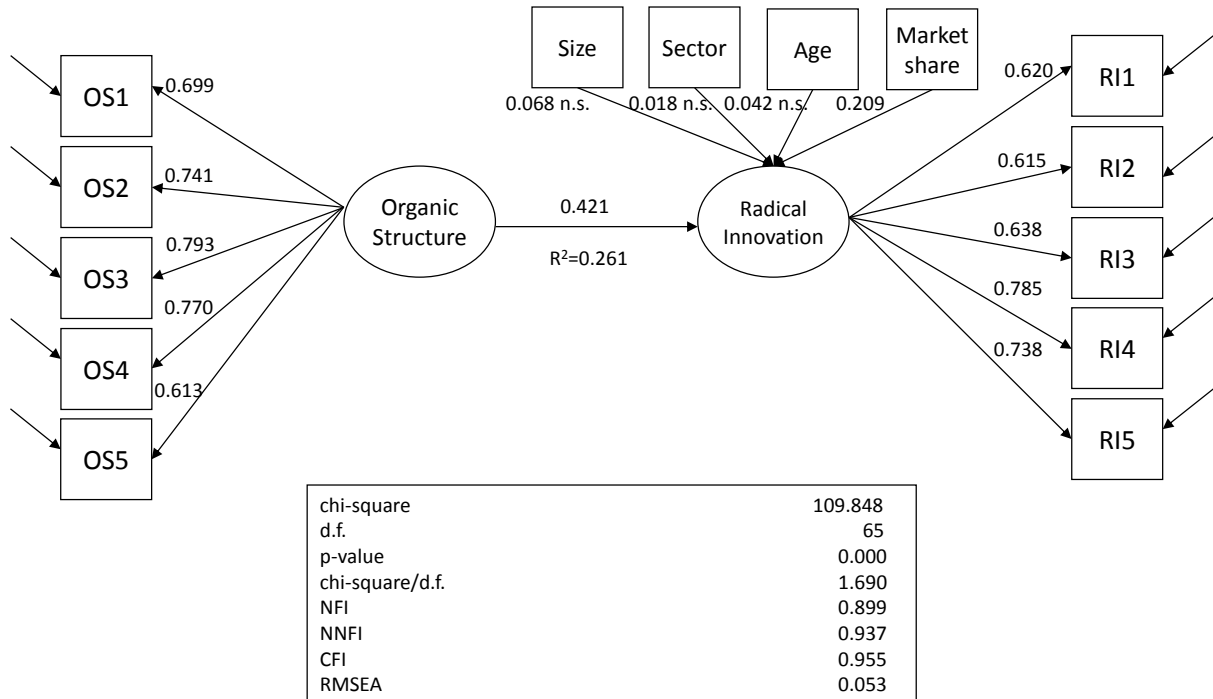 Size
Sector
Age
Market
share
0.068 n.s.
0.018 n.s.
0.042 n.s.
0.209
OS1
OS2
OS3
OS4
OS5
0.699
0.741
0.793
0.770
0.613
Organic
Structure
0.421
R²=0.261
Radical
Innovation
0.620
0.615
0.638
0.785
0.738
RI1
RI2
RI3
RI4
RI5
chi-square 109.848
d.f. 65
p-value 0.000
chi-square/d.f. 1.690
NFI 0.899
NNFI 0.937
CFI 0.955
RMSEA 0.053